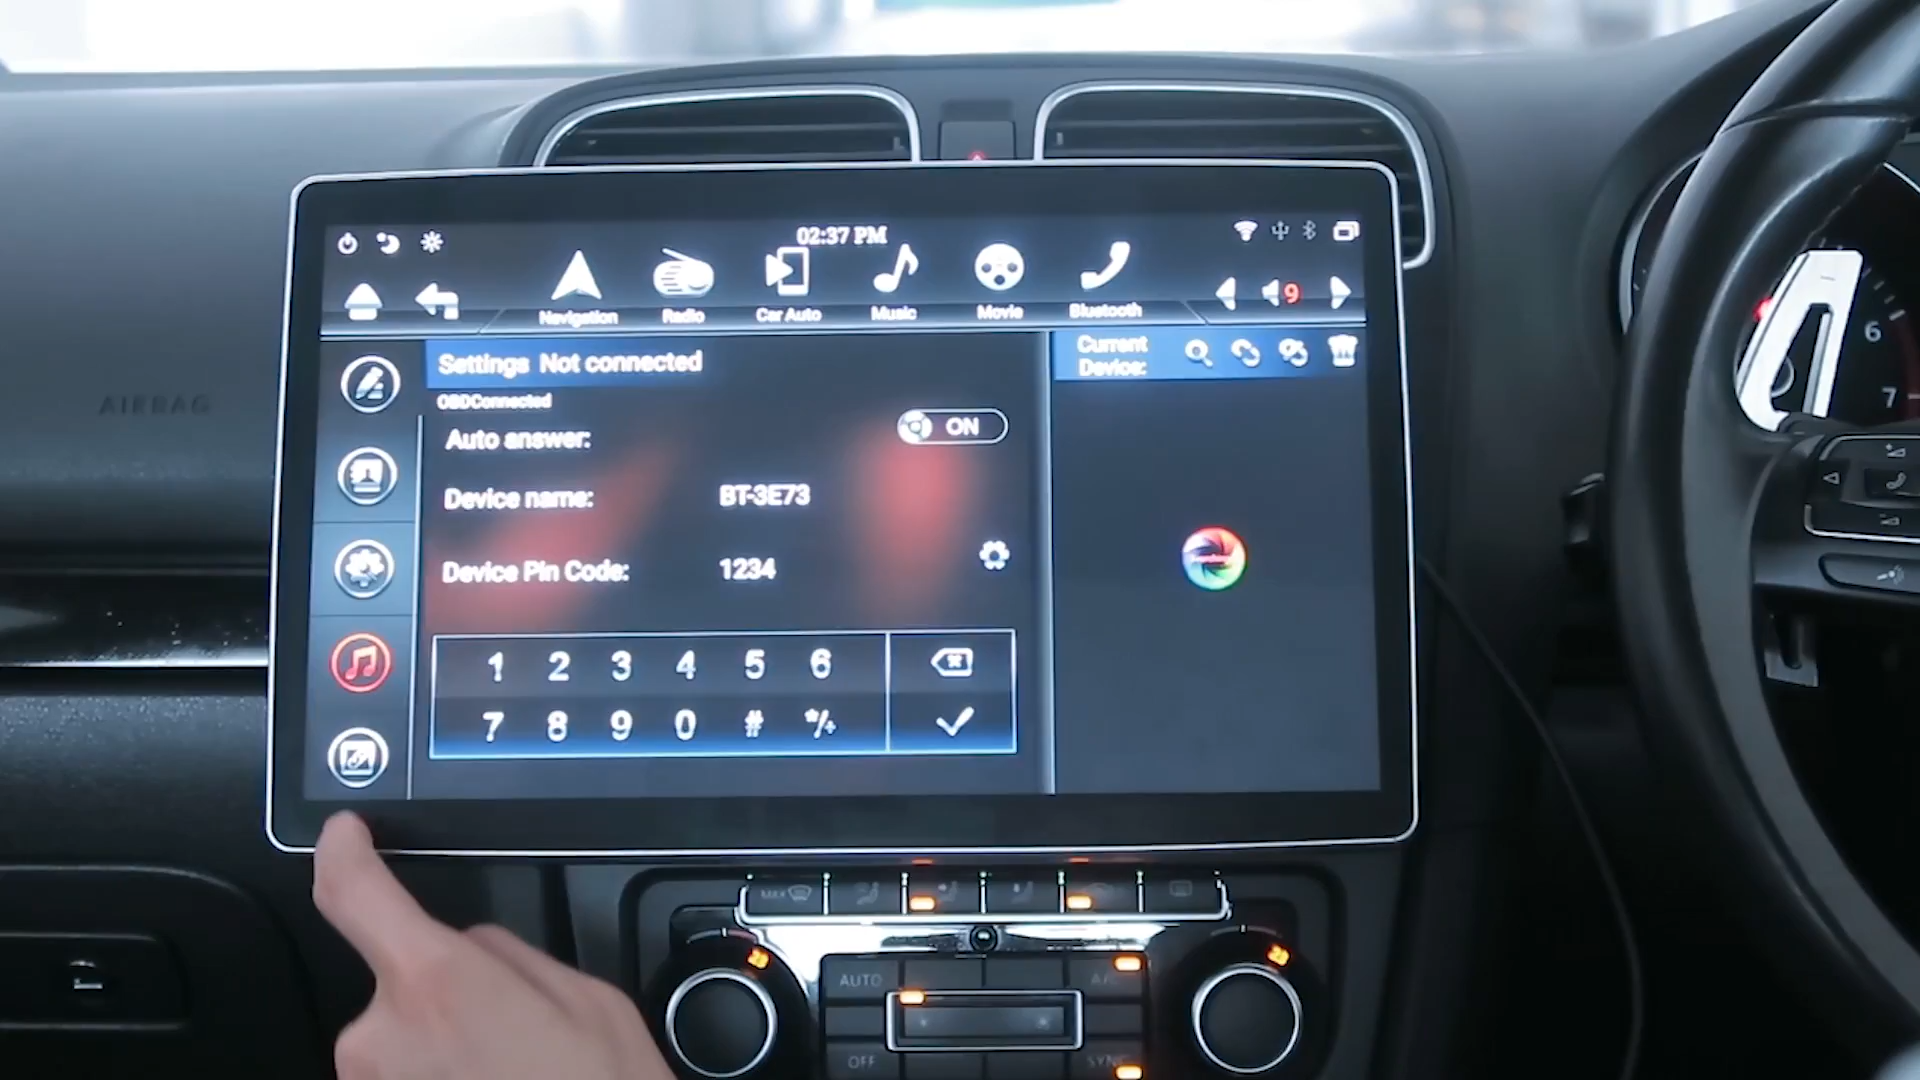 02:37 PM
Navigation Radio Car Auto Music Movie Bluetooth
9
Settings Not connected
Current
Device:
OBDConnected
Auto answer: ON
Device name: BT-3E73
Device Pin Code: 1234
1 2 3 4 5 6
7 8 9 0 # */+
AIRBAG
6
7
AUTO
A/C
OFF
SYNC